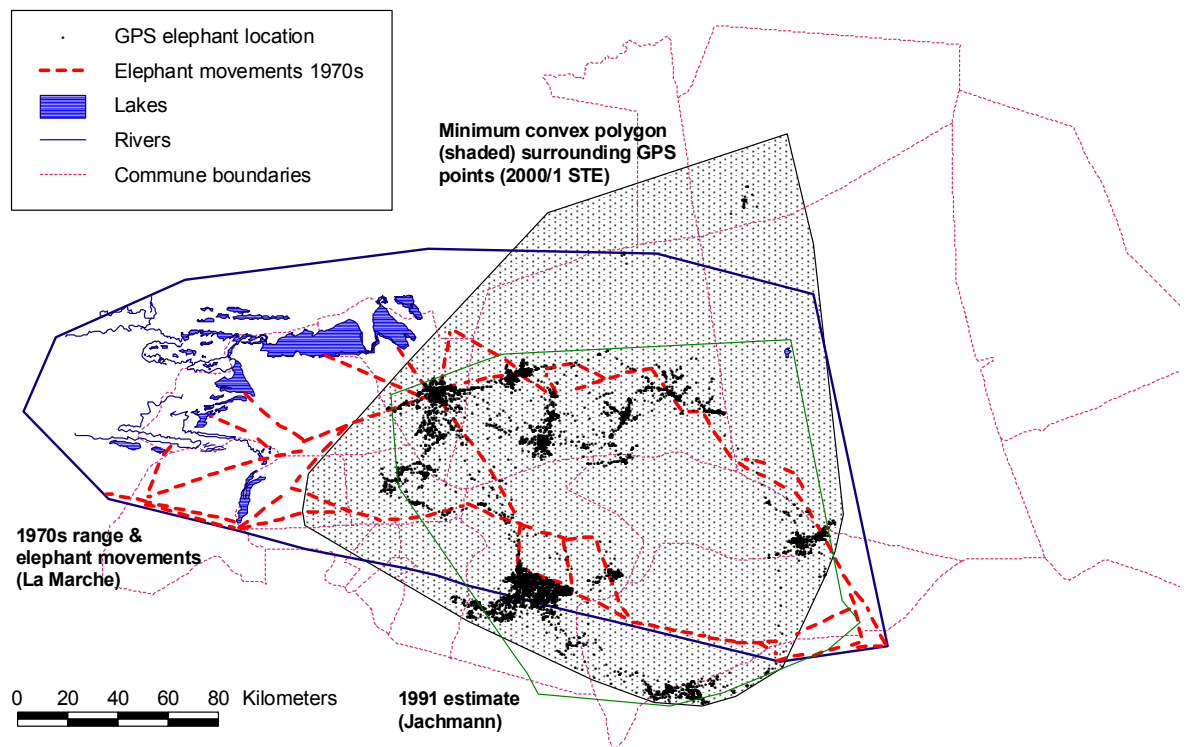 GPS elephant location
Elephant movements 1970s
Lakes
Rivers
Commune boundaries
Minimum convex polygon
(shaded) surrounding GPS
points (2000/1 STE)
1970s range &
elephant movements
(La Marche)
1991 estimate
(Jachmann)
0 20 40 60 80 Kilometers